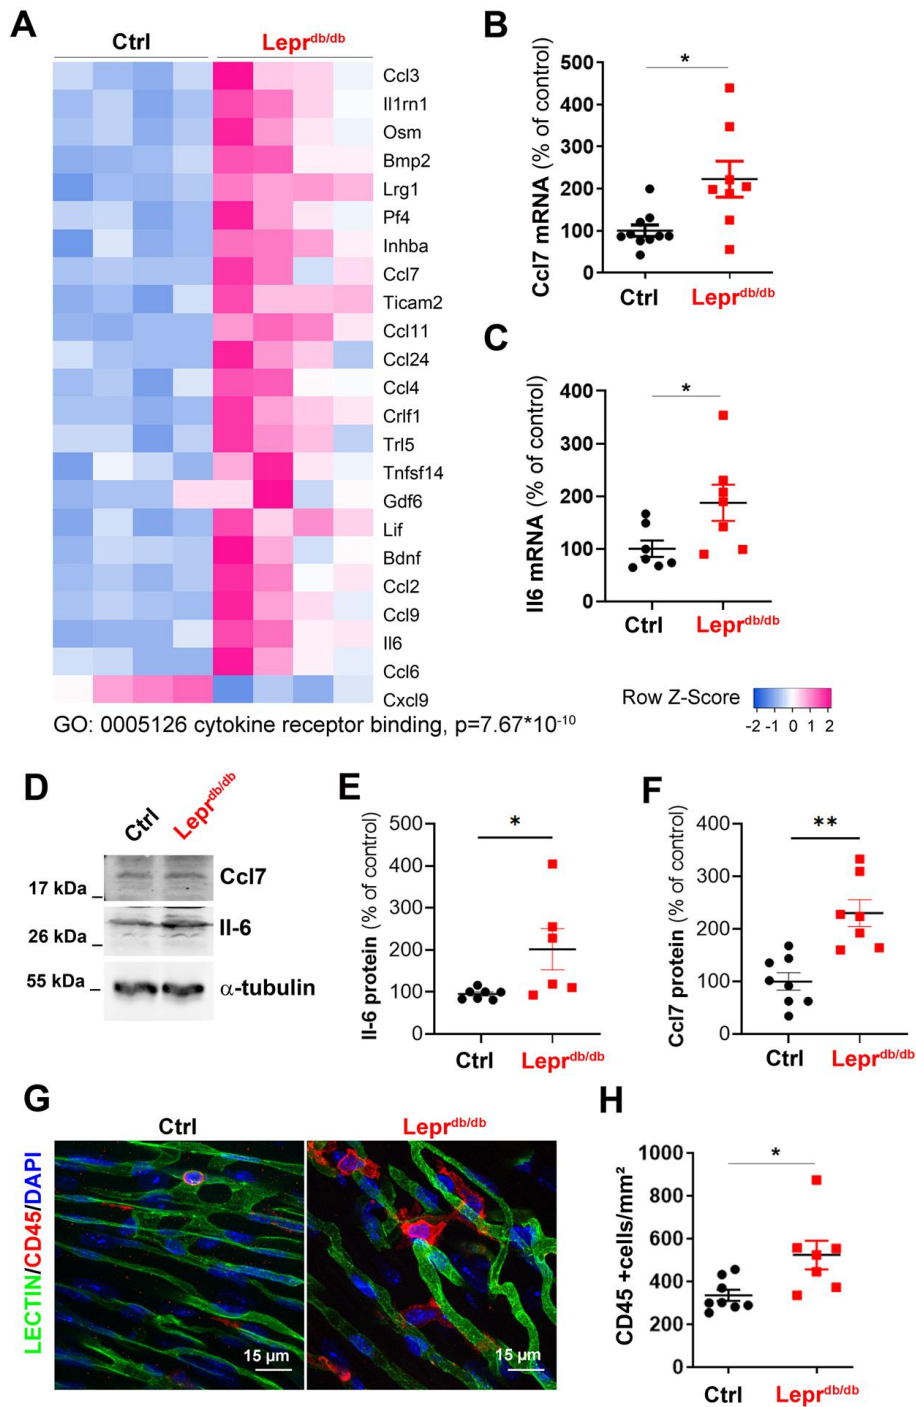 A
Ctrl
Lepr^db/db
Ccl3
Il1rn1
Osm
Bmp2
Lrg1
Pf4
Inhba
Ccl7
Ticam2
Ccl11
Ccl24
Ccl4
Crlf1
Trl5
Tnfsf14
Gdf6
Lif
Bdnf
Ccl2
Ccl9
Il6
Ccl6
Cxcl9
GO: 0005126 cytokine receptor binding, p=7.67*10^-10
B
Ccl7 mRNA (% of control)
500
400
300
200
100
0
*
Ctrl
Lepr^db/db
C
Il6 mRNA (% of control)
400
300
200
100
0
*
Ctrl
Lepr^db/db
Row Z-Score
-2 -1 0 1 2
D
Ctrl
Lepr^db/db
17 kDa
Ccl7
26 kDa
Il-6
55 kDa
α-tubulin
E
Il-6 protein (% of control)
500
400
300
200
100
0
*
Ctrl
Lepr^db/db
F
Ccl7 protein (% of control)
400
300
200
100
0
**
Ctrl
Lepr^db/db
G
Ctrl
Lepr^db/db
LECTIN/CD45/DAPI
15 µm
15 µm
H
CD45 +cells/mm²
1000
800
600
400
200
0
*
Ctrl
Lepr^db/db